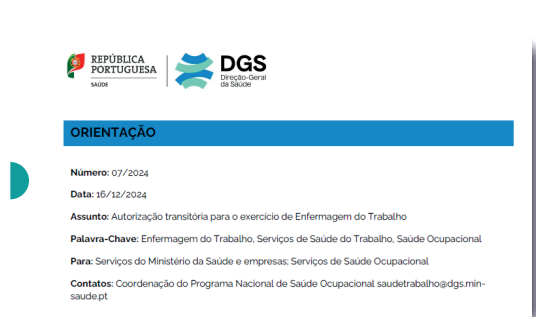 REPÚBLICA
PORTUGUESA
SAÚDE
DGS
Direção-Geral
da Saúde
ORIENTAÇÃO
Número: 07/2024
Data: 16/12/2024
Assunto: Autorização transitória para o exercício de Enfermagem do Trabalho
Palavra-Chave: Enfermagem do Trabalho, Serviços de Saúde do Trabalho, Saúde Ocupacional
Para: Serviços do Ministério da Saúde e empresas; Serviços de Saúde Ocupacional
Contatos: Coordenação do Programa Nacional de Saúde Ocupacional saudetrabalho@dgs.min-
saude.pt